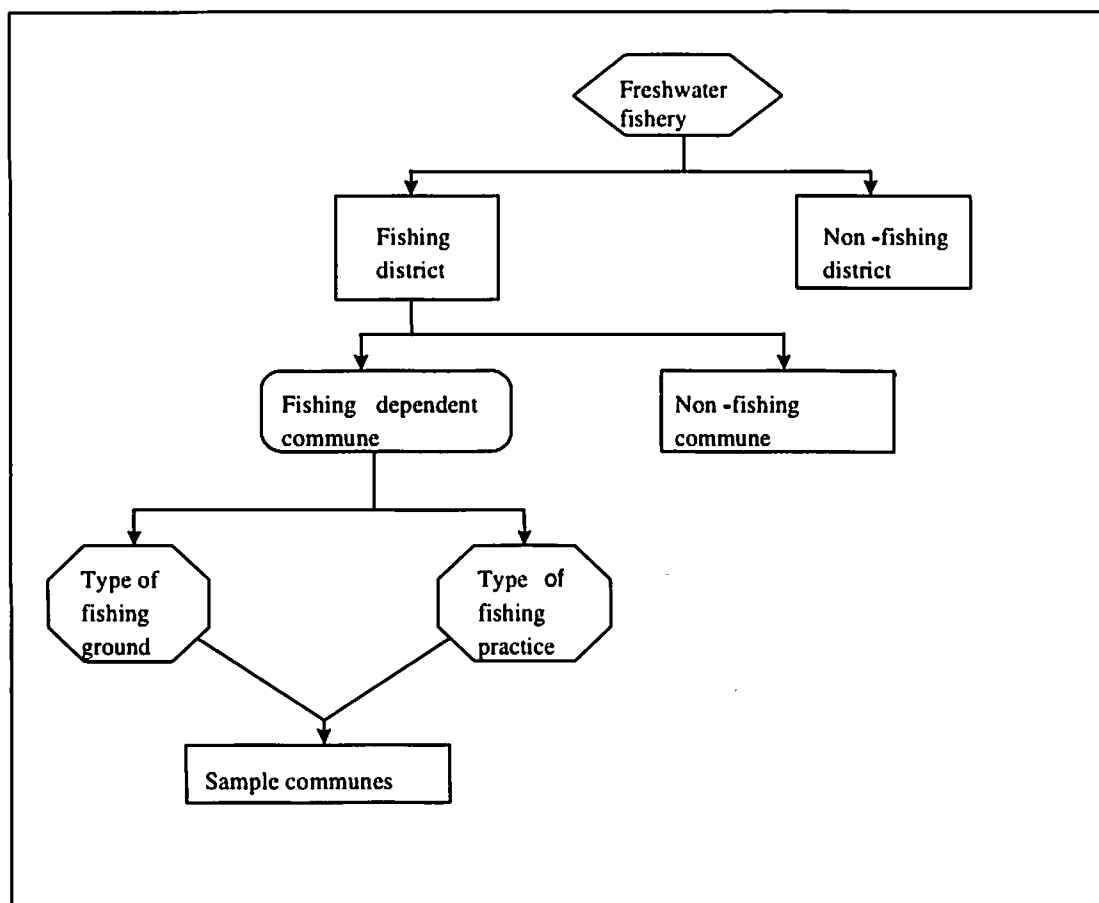 Freshwater
fishery
Fishing
district
Non -fishing
district
Fishing dependent
commune
Non -fishing
commune
Type of
fishing
ground
Type of
fishing
practice
Sample communes